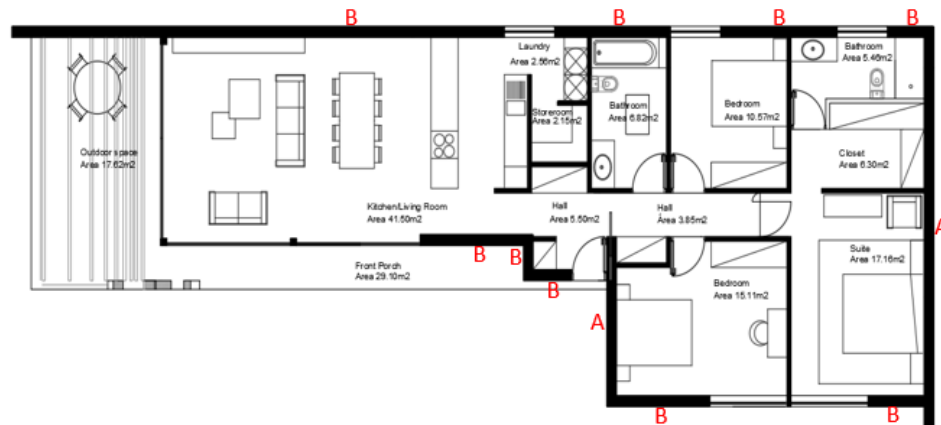 B
B
B
B
Laundry
Area 2.56m2
Bathroom
Area 5.46m2
Outdoor space
Area 17.62m2
Storeroom
Area 2.15m2
Bathroom
Area 6.82m2
Bedroom
Area 10.57m2
Closet
Area 6.30m2
Kitchen/Living Room
Area 41.50m2
Hall
Area 5.50m2
Hall
Area 3.85m2
A
B
B
Suite
Area 17.16m2
Front Porch
Area 29.10m2
B
Bedroom
Area 15.11m2
A
B
B